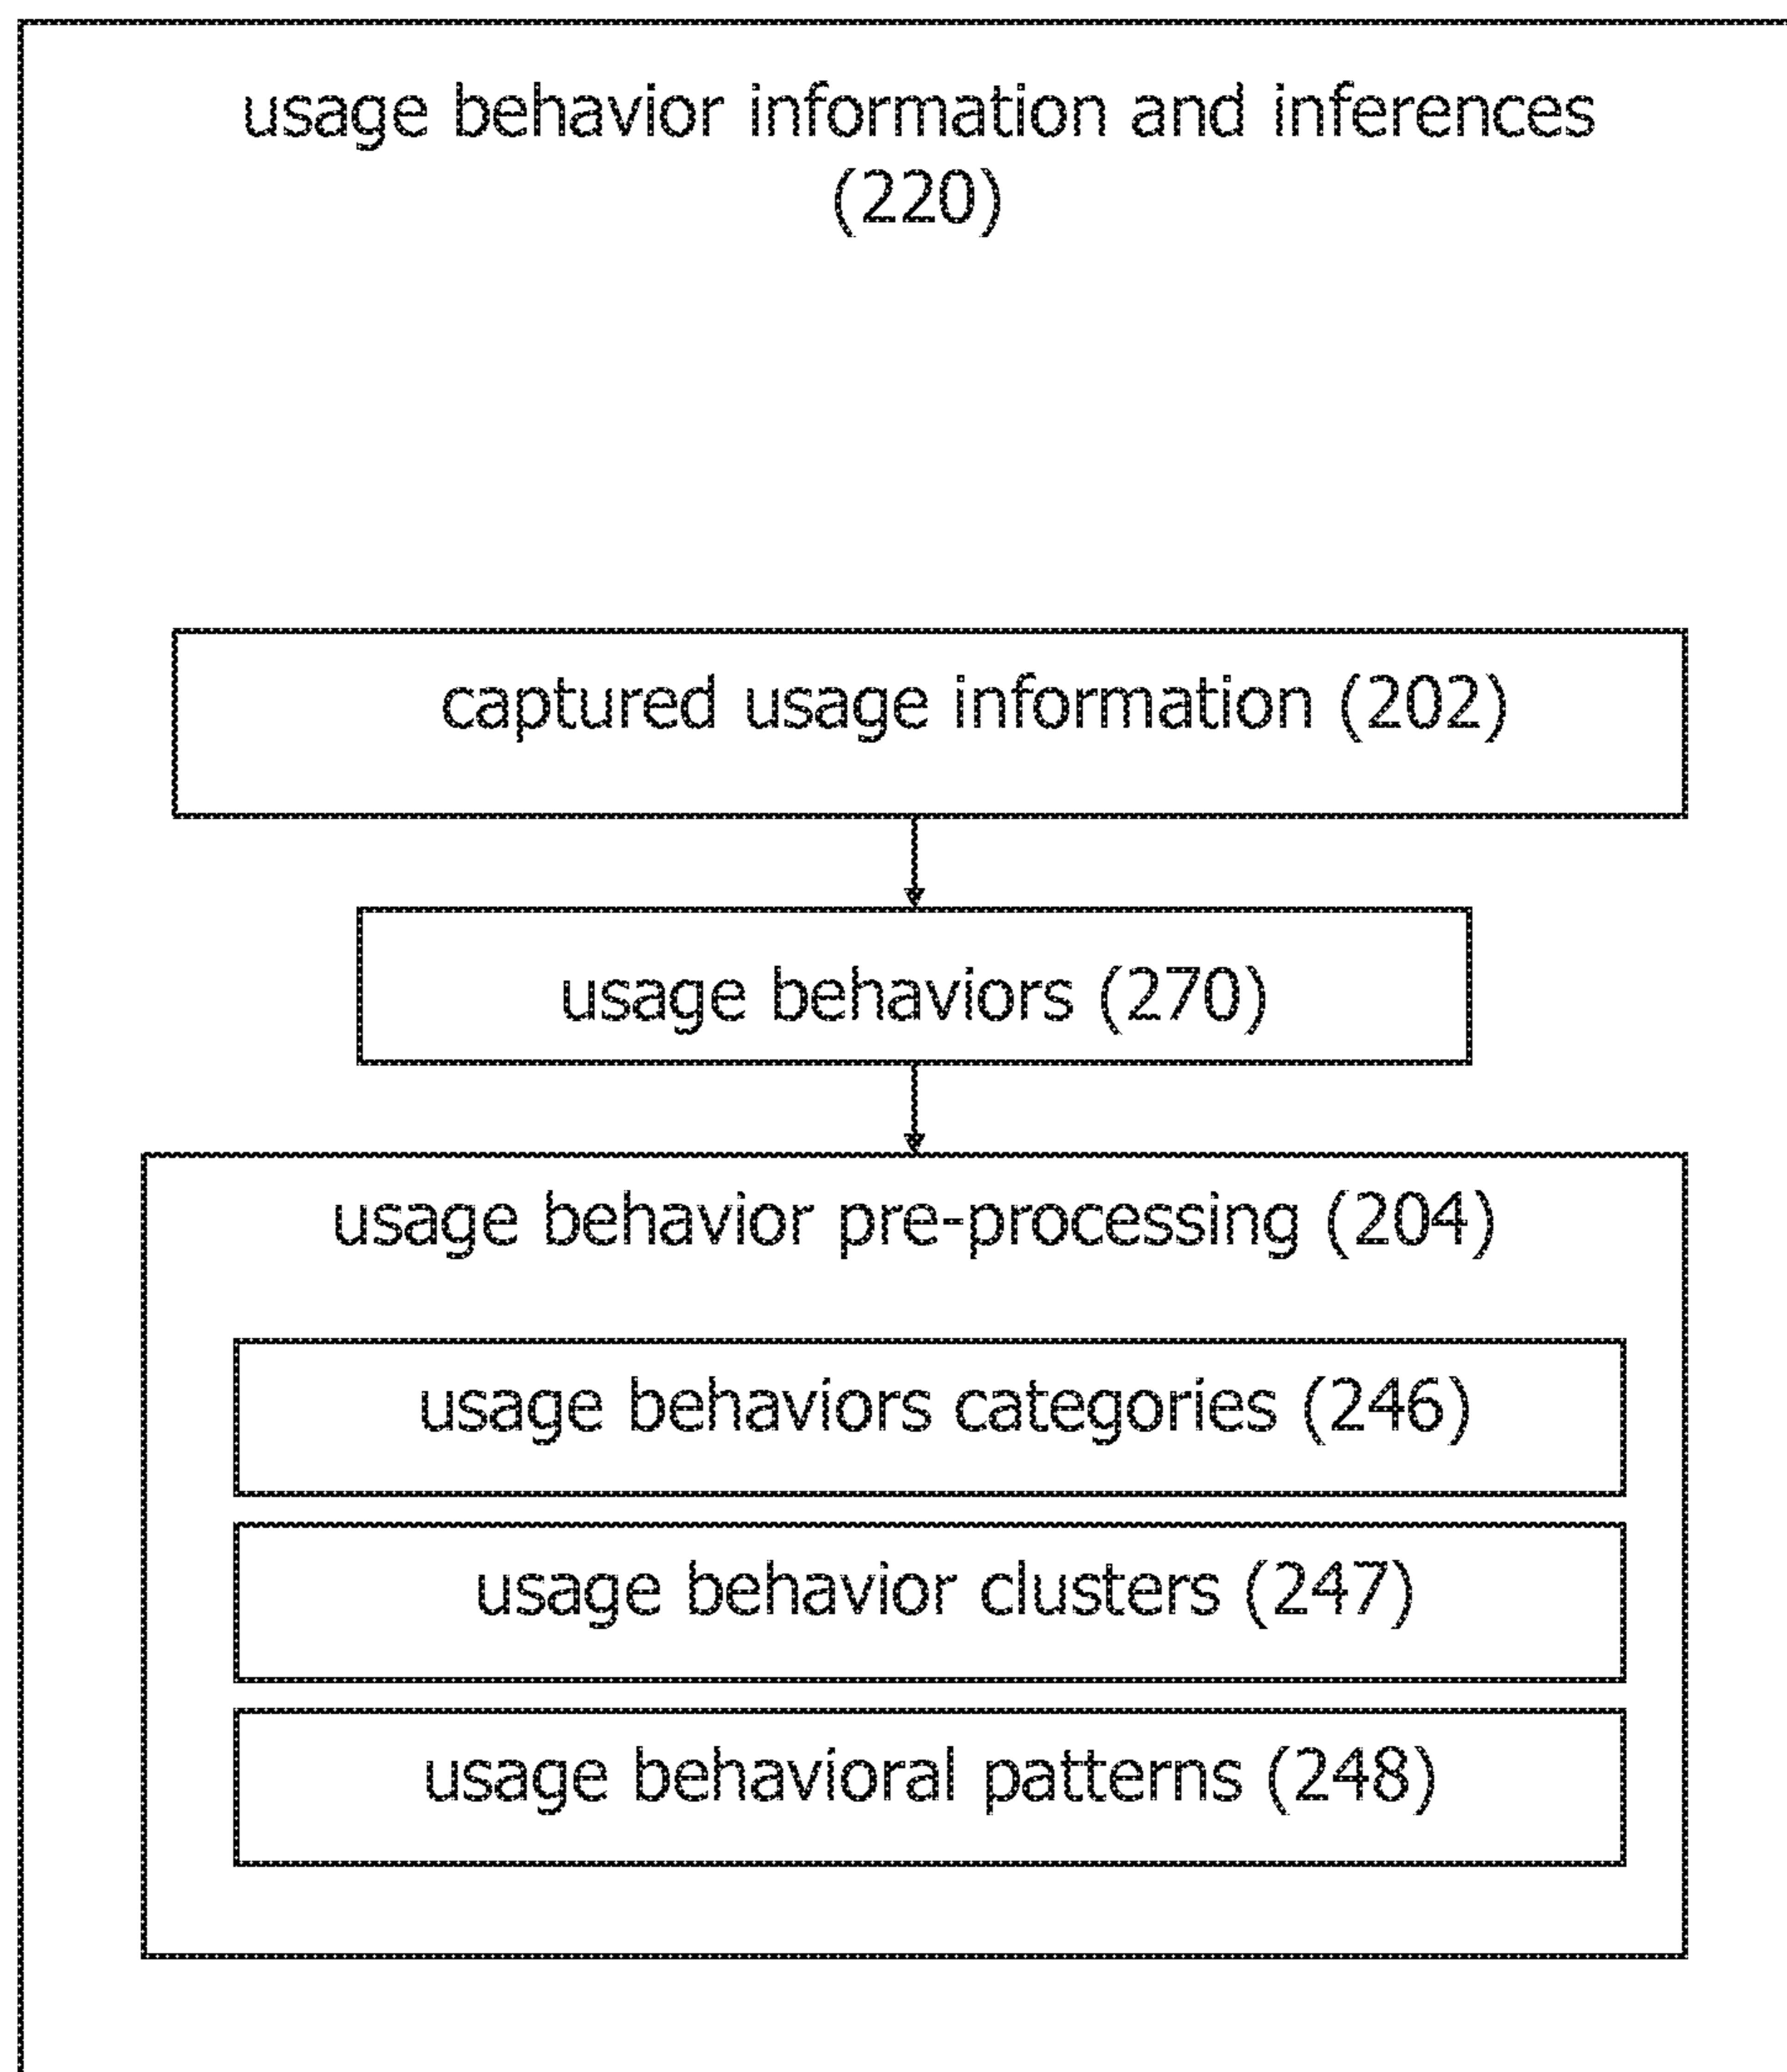 usage behavior information and inferences
(220)
captured usage information (202)
usage behaviors (270)
usage behavior pre-processing (204)
usage behaviors categories (246)
usage behavior clusters (247)
usage behavioral patterns (248)